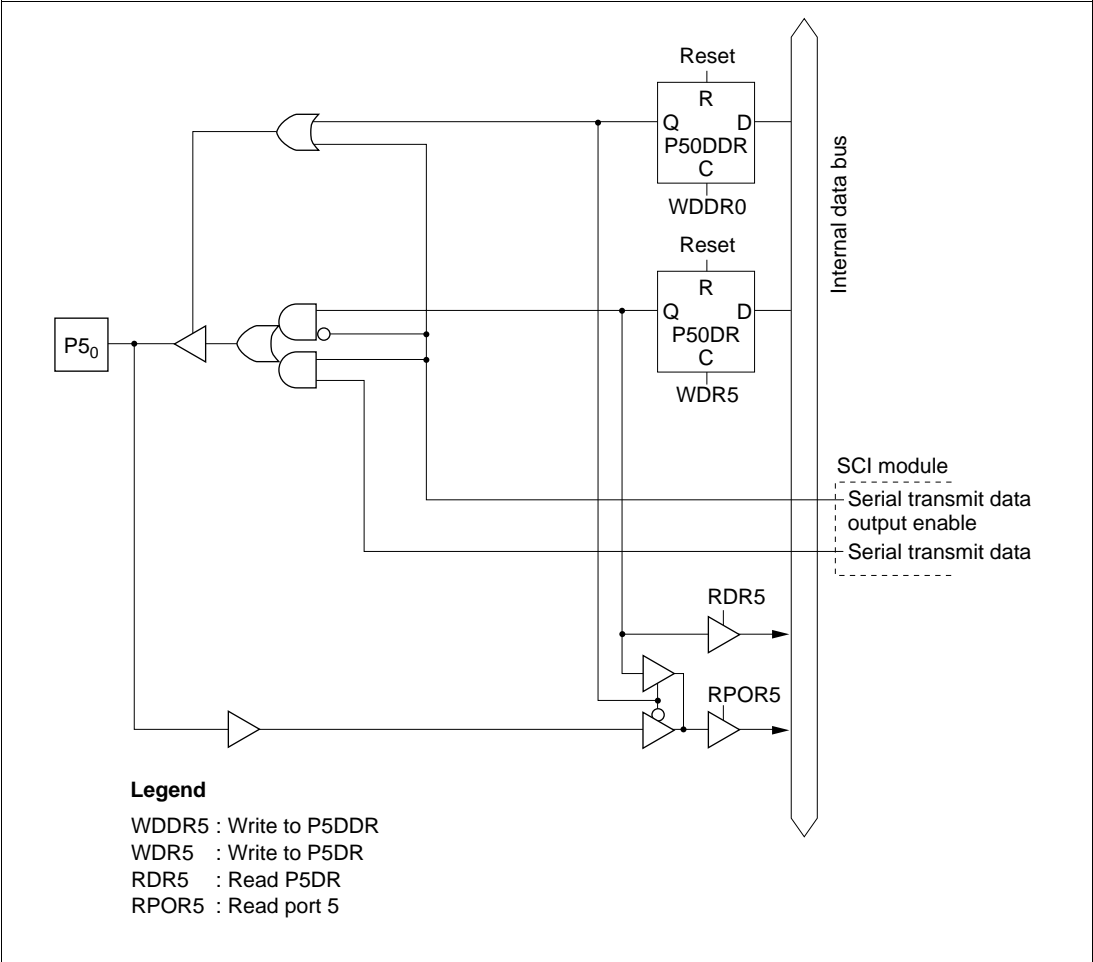 Reset
R
Q D
P50DDR
C
WDDR0
Reset
R
Q D
P50DR
C
WDR5
Internal data bus
P5₀
SCI module
Serial transmit data
output enable
Serial transmit data
RDR5
RPOR5
Legend
WDDR5 : Write to P5DDR
WDR5 : Write to P5DR
RDR5 : Read P5DR
RPOR5 : Read port 5